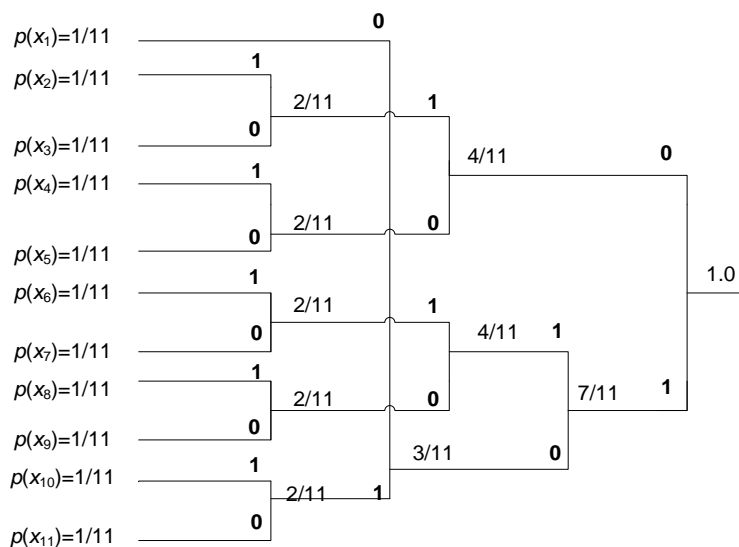 0
p(x₁)=1/11
1
p(x₂)=1/11
2/11 1
0
p(x₃)=1/11
4/11 0
1
p(x₄)=1/11
2/11 0
0
p(x₅)=1/11
1.0
1
p(x₆)=1/11
2/11 1
0 4/11 1
p(x₇)=1/11
1
p(x₈)=1/11
2/11 0 7/11 1
0
p(x₉)=1/11
3/11 0
1
p(x₁₀)=1/11
2/11 1
0
p(x₁₁)=1/11